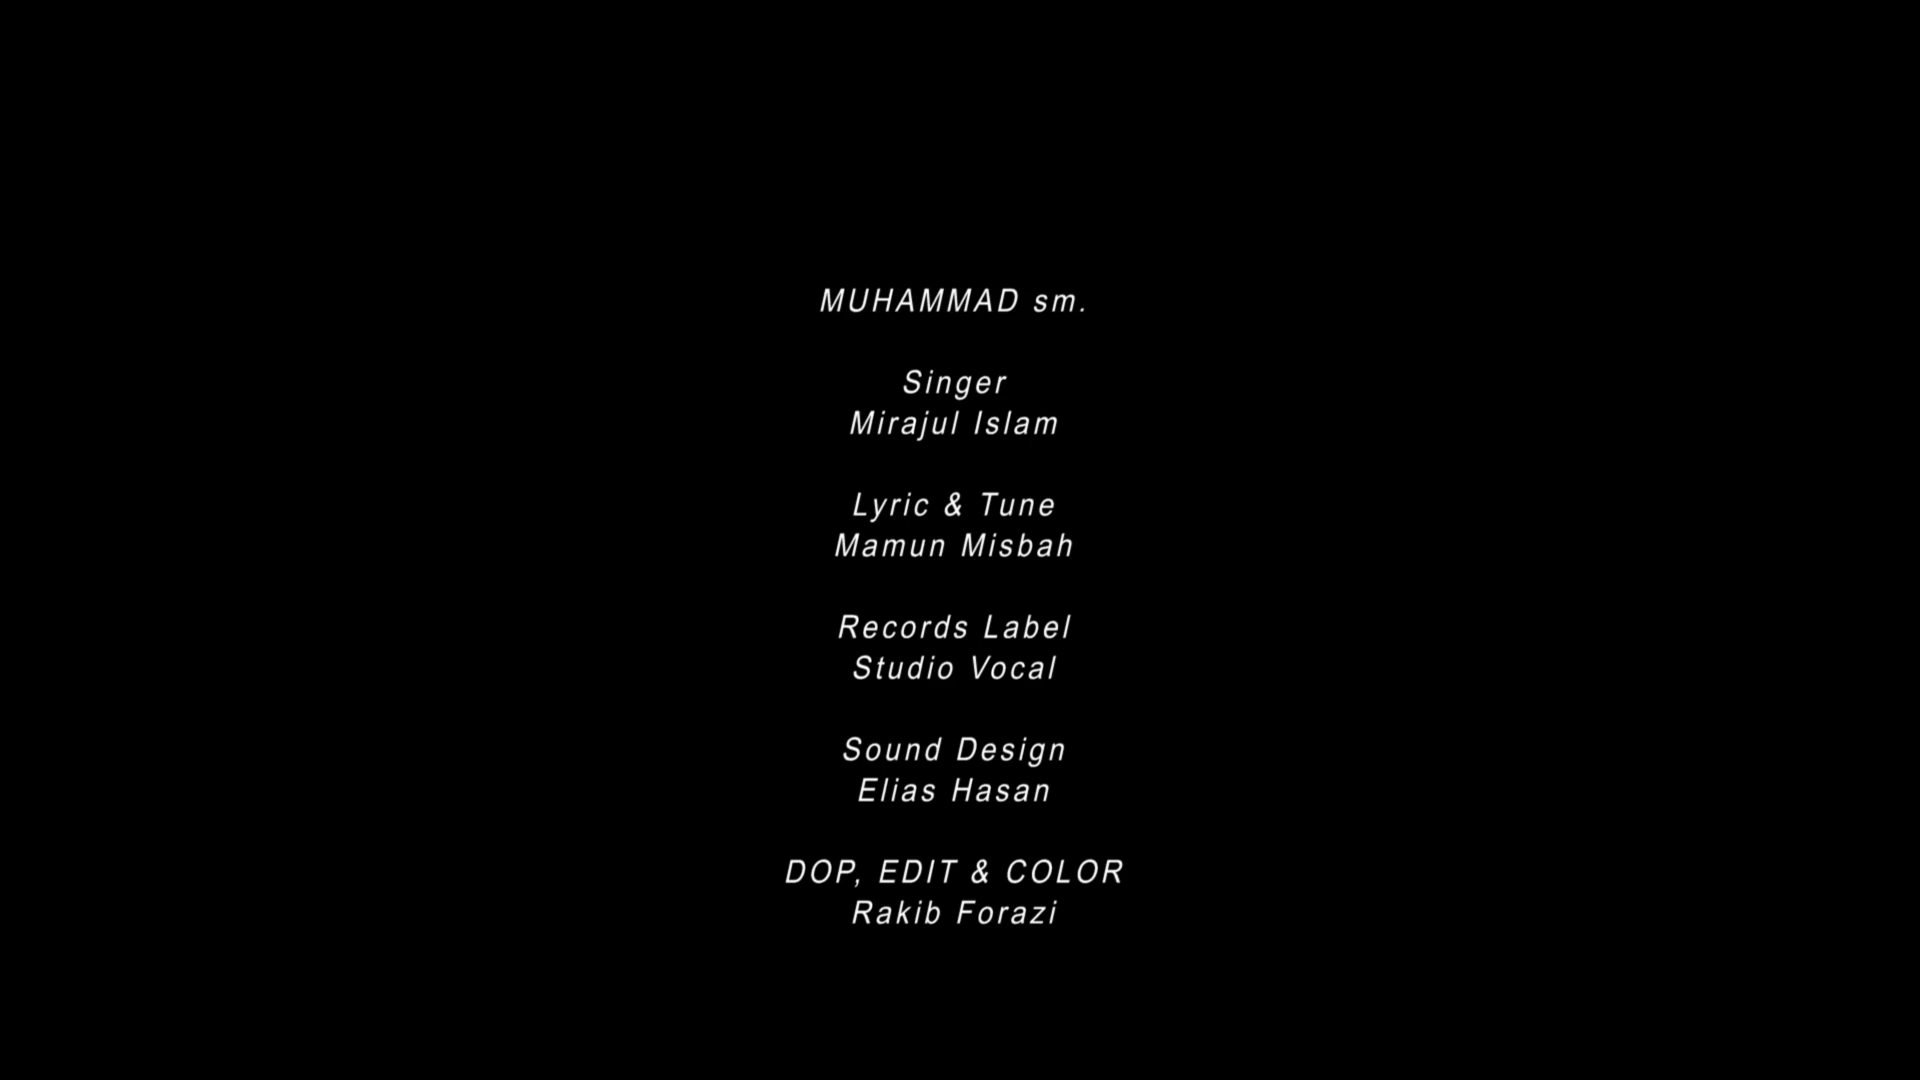 MUHAMMAD sm.
Singer
Mirajul Islam
Lyric & Tune
Mamun Misbah
Records Label
Studio Vocal
Sound Design
Elias Hasan
DOP, EDIT & COLOR
Rakib Forazi